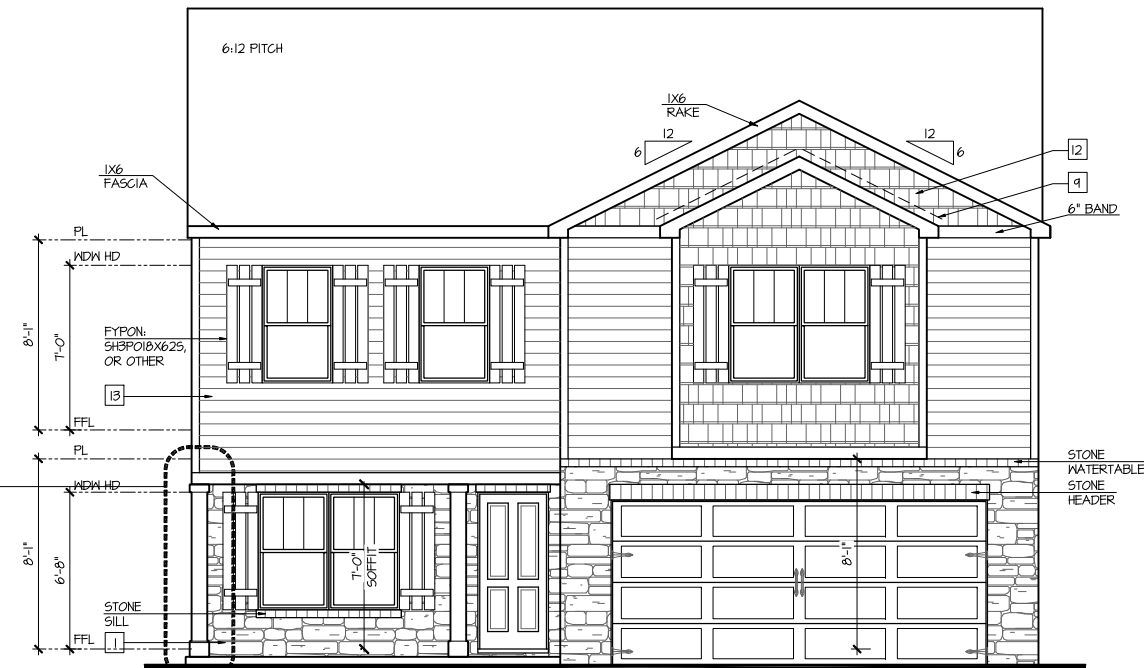 6:12 PITCH
1X6
RAKE
12
6
12
6
12
9
6" BAND
1X6
FASCIA
PL
WDW HD
8'-1"
7'-0"
FYPON:
SH3P018X62S,
OR OTHER
13
FFL
PL
WDW HD
8'-1"
6'-8"
7'-0"
SOFFIT
8'-1"
STONE
WATERTABLE
STONE
HEADER
STONE
SILL
FFL
1